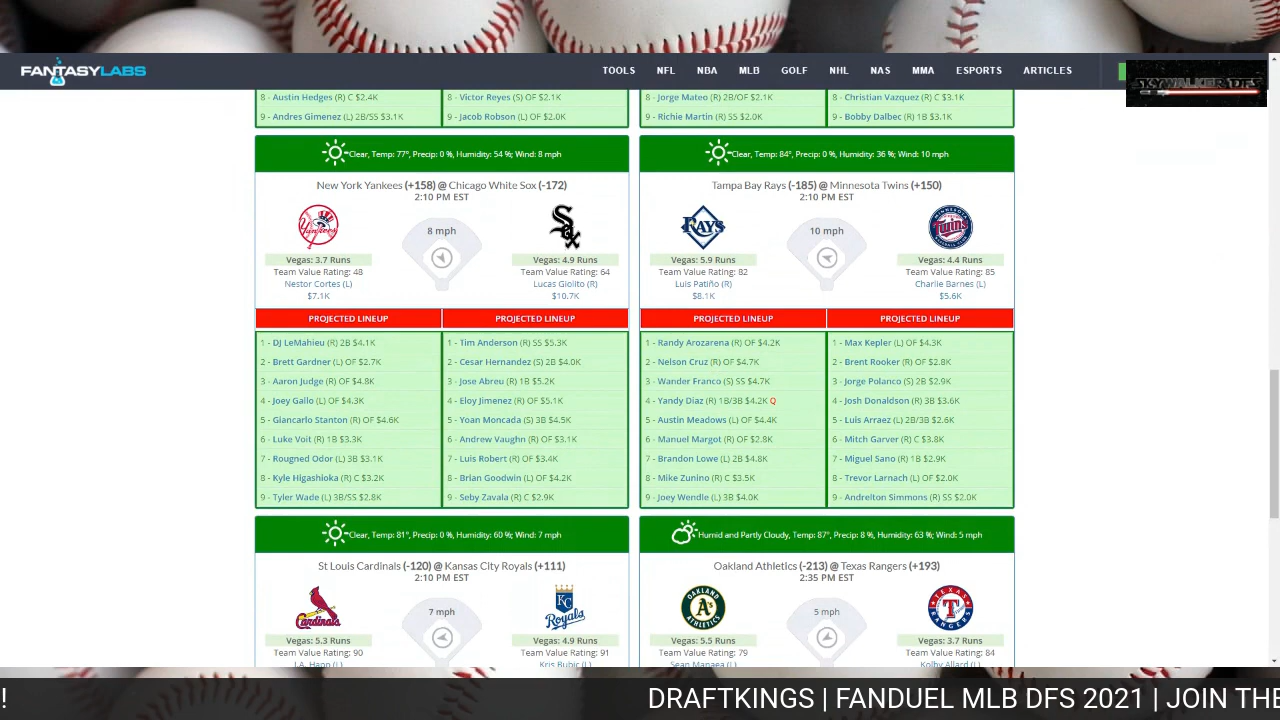 FANTASYLABS
TOOLS NFL NBA MLB GOLF NHL NAS MMA ESPORTS ARTICLES
SKYWALKER DFS
8 - Austin Hedges (R) C $2.4K
9 - Andres Gimenez (L) 2B/SS $3.1K
8 - Victor Reyes (S) OF $2.1K
9 - Jacob Robson (L) OF $2.0K
8 - Jorge Mateo (R) 2B/OF $2.1K
9 - Richie Martin (R) SS $2.0K
8 - Christian Vazquez (R) C $3.1K
9 - Bobby Dalbec (R) 1B $3.1K
Clear, Temp: 77°, Precip: 0 %, Humidity: 54 %; Wind: 8 mph
New York Yankees (+158) @ Chicago White Sox (-172)
2:10 PM EST
8 mph
Vegas: 3.7 Runs
Team Value Rating: 48
Nestor Cortes (L)
$7.1K
Vegas: 4.9 Runs
Team Value Rating: 64
Lucas Giolito (R)
$10.7K
PROJECTED LINEUP
1 - DJ LeMahieu (R) 2B $4.1K
2 - Brett Gardner (L) OF $2.7K
3 - Aaron Judge (R) OF $4.8K
4 - Joey Gallo (L) OF $4.3K
5 - Giancarlo Stanton (R) OF $4.6K
6 - Luke Voit (R) 1B $3.3K
7 - Rougned Odor (L) 3B $3.1K
8 - Kyle Higashioka (R) C $3.2K
9 - Tyler Wade (L) 3B/SS $2.8K
PROJECTED LINEUP
1 - Tim Anderson (R) SS $5.3K
2 - Cesar Hernandez (S) 2B $4.0K
3 - Jose Abreu (R) 1B $5.2K
4 - Eloy Jimenez (R) OF $5.1K
5 - Yoan Moncada (S) 3B $4.5K
6 - Andrew Vaughn (R) OF $3.1K
7 - Luis Robert (R) OF $3.4K
8 - Brian Goodwin (L) OF $4.2K
9 - Seby Zavala (R) C $2.9K
Clear, Temp: 84°, Precip: 0 %, Humidity: 36 %; Wind: 10 mph
Tampa Bay Rays (-185) @ Minnesota Twins (+150)
2:10 PM EST
RAYS
10 mph
Twins
Vegas: 5.9 Runs
Team Value Rating: 82
Luis Patiño (R)
$8.1K
Vegas: 4.4 Runs
Team Value Rating: 85
Charlie Barnes (L)
$5.6K
PROJECTED LINEUP
1 - Randy Arozarena (R) OF $4.2K
2 - Nelson Cruz (R) OF $4.7K
3 - Wander Franco (S) SS $4.7K
4 - Yandy Diaz (R) 1B/3B $4.2K Q
5 - Austin Meadows (L) OF $4.4K
6 - Manuel Margot (R) OF $2.8K
7 - Brandon Lowe (L) 2B $4.8K
8 - Mike Zunino (R) C $3.5K
9 - Joey Wendle (L) 3B $4.0K
PROJECTED LINEUP
1 - Max Kepler (L) OF $4.3K
2 - Brent Rooker (R) OF $2.8K
3 - Jorge Polanco (S) 2B $2.9K
4 - Josh Donaldson (R) 3B $3.6K
5 - Luis Arraez (L) 2B/3B $2.6K
6 - Mitch Garver (R) C $3.8K
7 - Miguel Sano (R) 1B $2.9K
8 - Trevor Larnach (L) OF $2.0K
9 - Andrelton Simmons (R) SS $2.0K
Clear, Temp: 81°, Precip: 0 %, Humidity: 60 %; Wind: 7 mph
St Louis Cardinals (-120) @ Kansas City Royals (+111)
2:10 PM EST
Cardinals
7 mph
KC
Royals
Vegas: 5.3 Runs
Team Value Rating: 90
J.A. Happ (L)
Vegas: 4.9 Runs
Team Value Rating: 91
Kris Bubic (L)
Humid and Partly Cloudy, Temp: 87°, Precip: 8 %, Humidity: 63 %; Wind: 5 mph
Oakland Athletics (-213) @ Texas Rangers (+193)
2:35 PM EST
A's
5 mph
T
Vegas: 5.5 Runs
Team Value Rating: 79
Sean Manaea (L)
Vegas: 3.7 Runs
Team Value Rating: 84
Kolby Allard (L)
! DRAFTKINGS | FANDUEL MLB DFS 2021 | JOIN THE